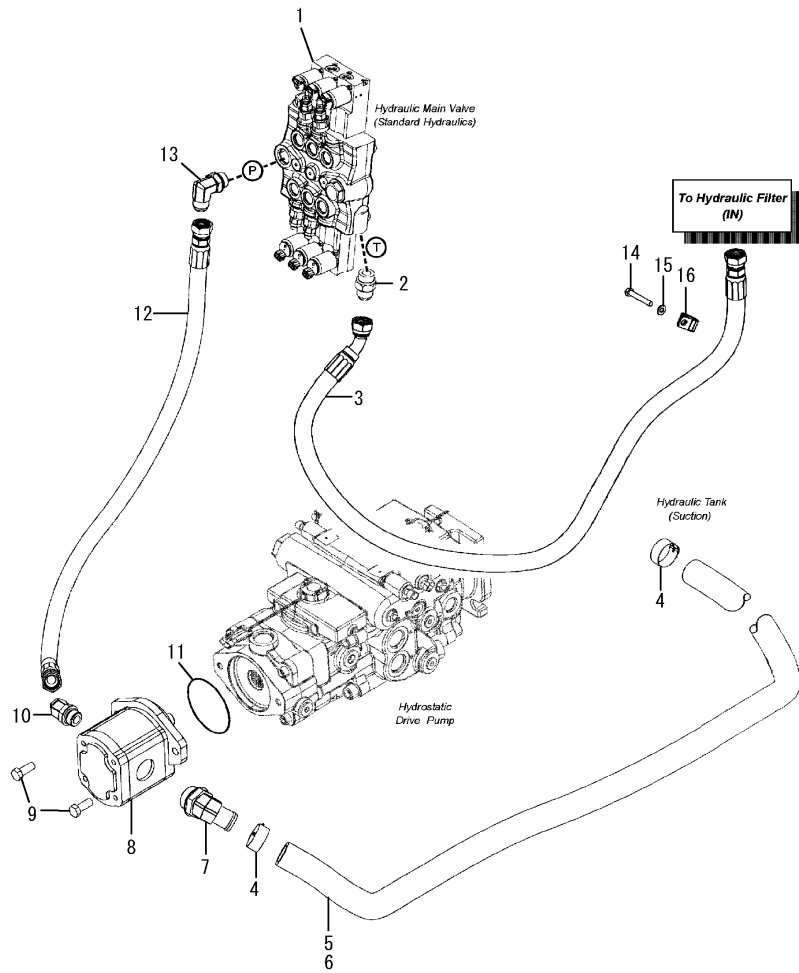 1
Hydraulic Main Valve
(Standard Hydraulics)
13
P
To Hydraulic Filter
(IN)
T
14
15
16
2
12
3
Hydraulic Tank
(Suction)
4
11
10
Hydrostatic
Drive Pump
9
8
7
4
5
6